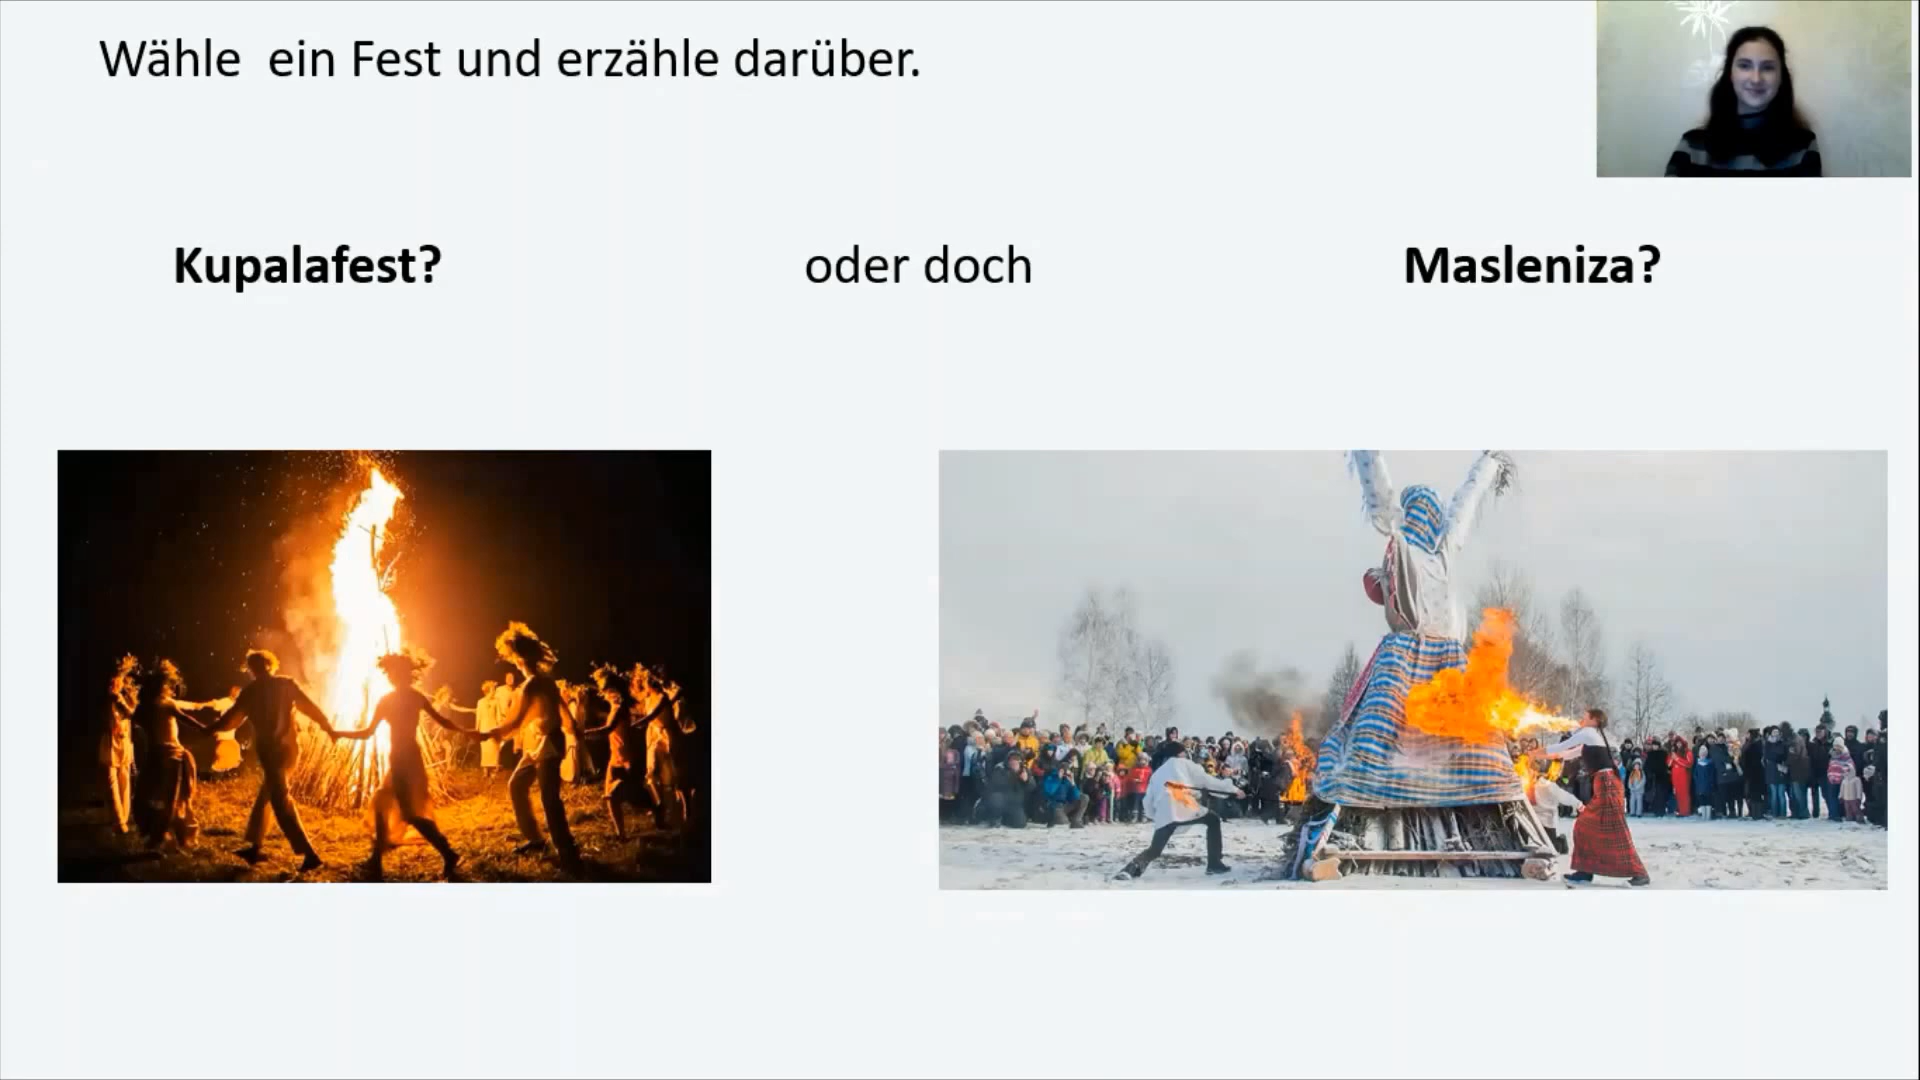 Wähle  ein Fest und erzähle darüber.
Kupalafest?
oder doch
Masleniza?